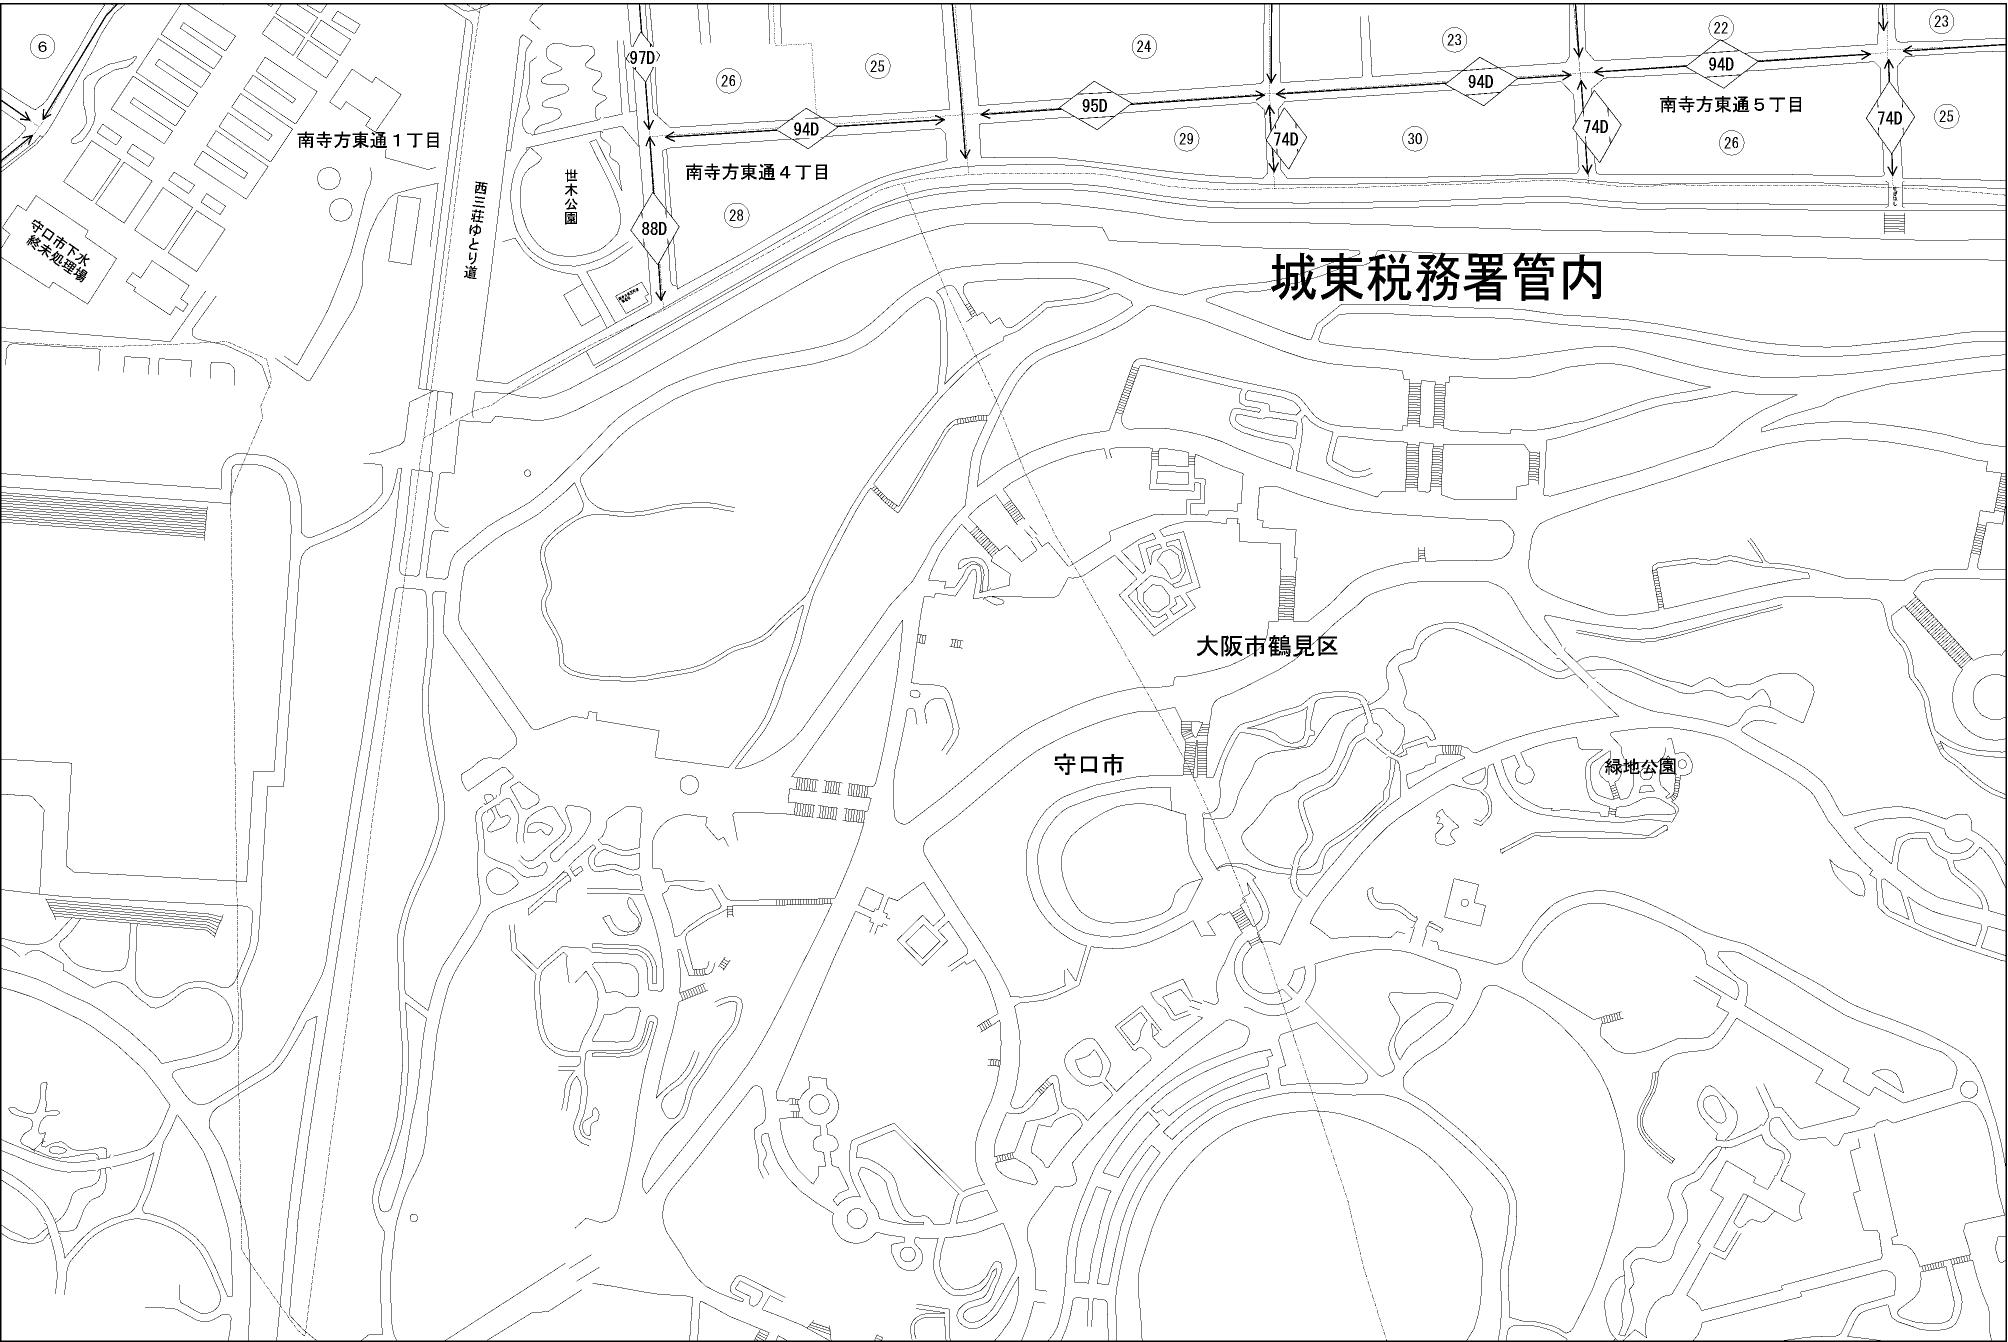 6
97D
26
25
24
23
22
23
94D
95D
94D
94D
74D
74D
74D
南寺方東通1丁目
南寺方東通4丁目
南寺方東通5丁目
29
30
26
25
28
88D
世木公園
西三荘ゆとり道
守口市下水
終末処理場
城東税務署管内
大阪市鶴見区
守口市
緑地公園